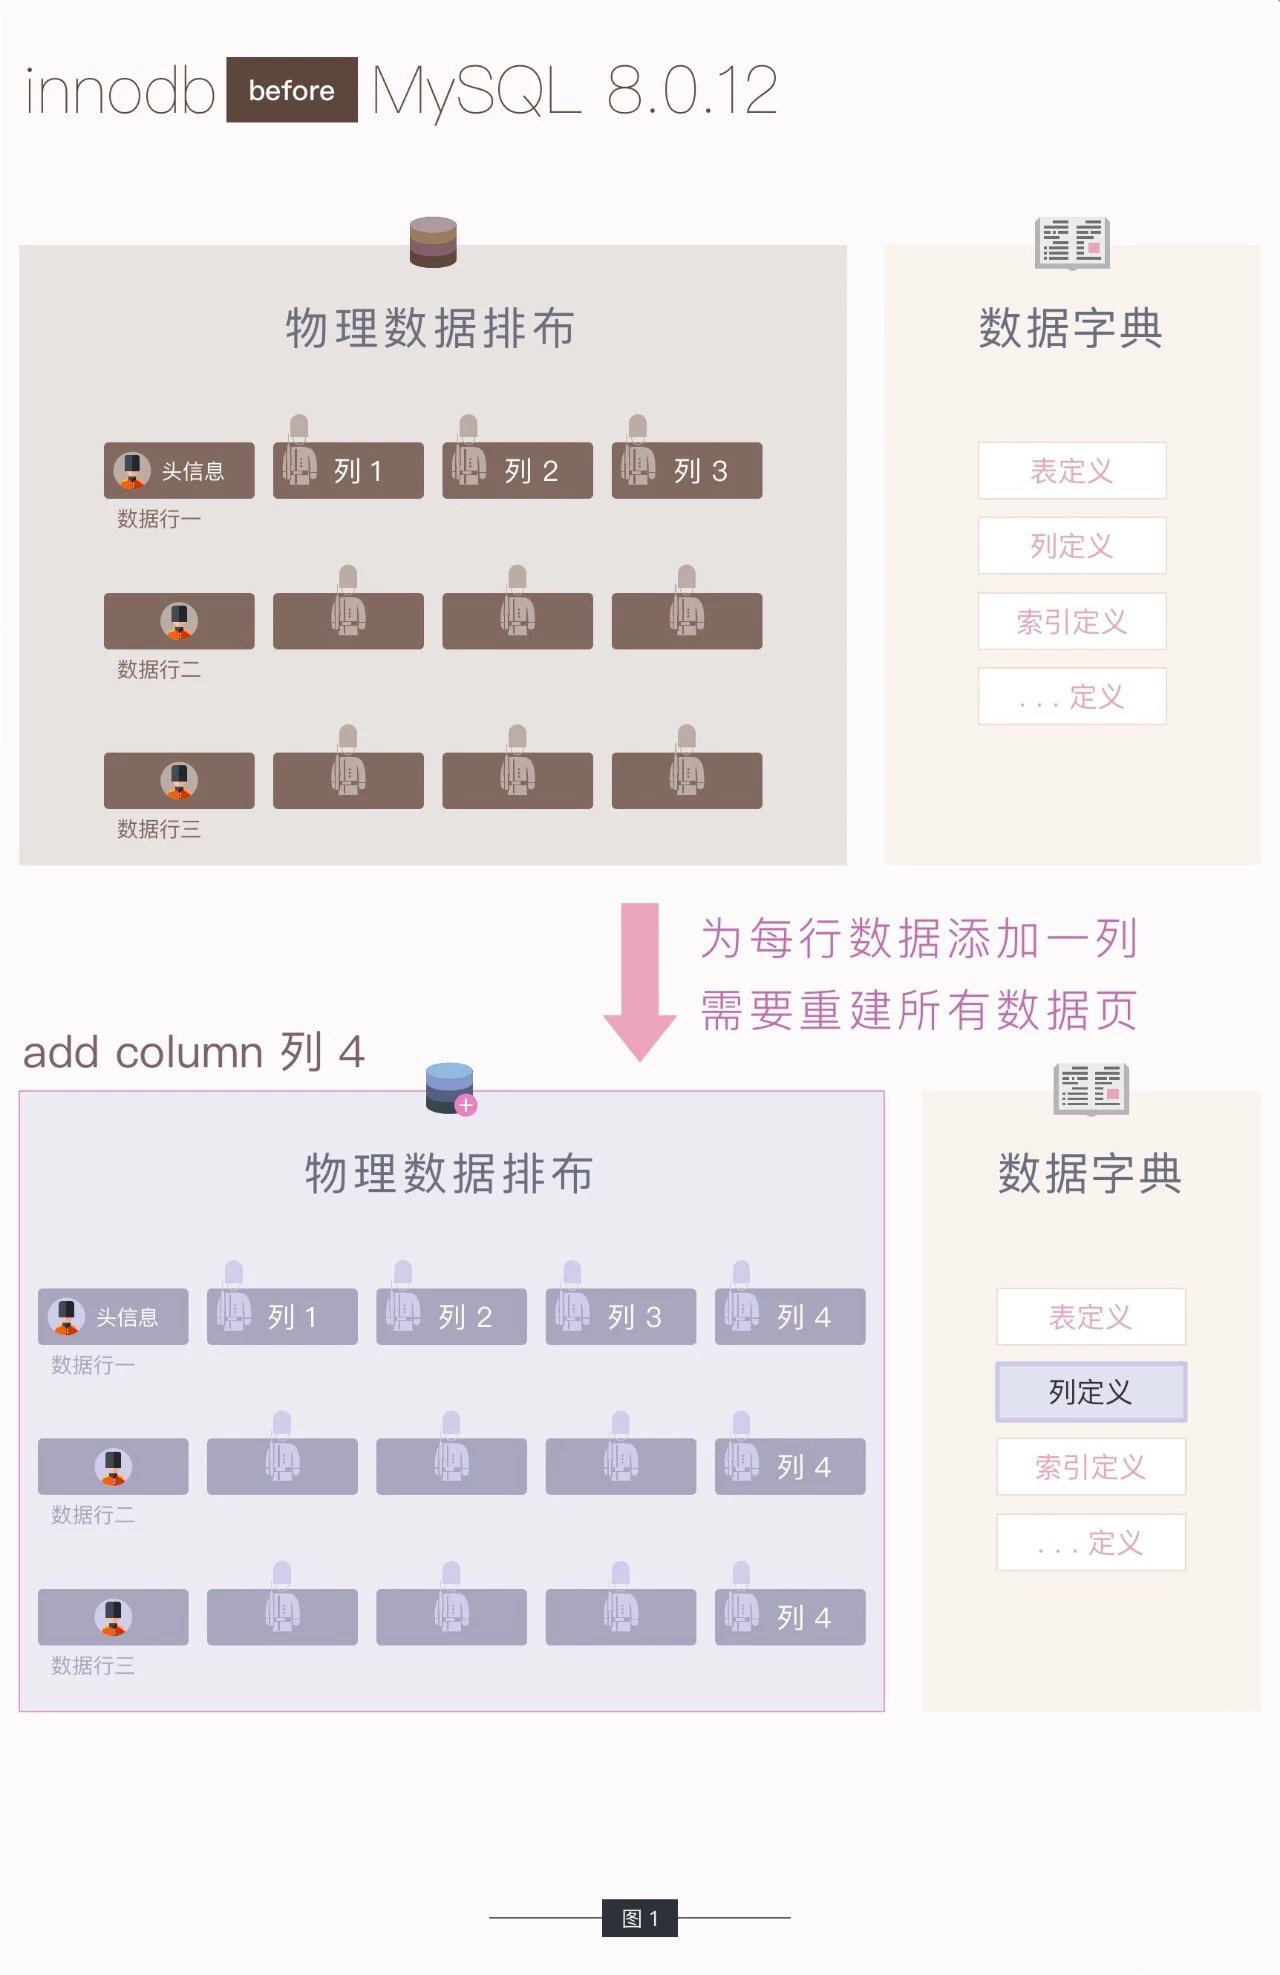 innodb before MySQL 8.0.12
物理数据排布
头信息 列 1 列 2 列 3
数据行一
数据行二
数据行三
数据字典
表定义
列定义
索引定义
... 定义
为每行数据添加一列
需要重建所有数据页
add column 列 4
物理数据排布
头信息 列 1 列 2 列 3 列 4
数据行一
列 4
数据行二
列 4
数据行三
数据字典
表定义
列定义
索引定义
... 定义
图 1